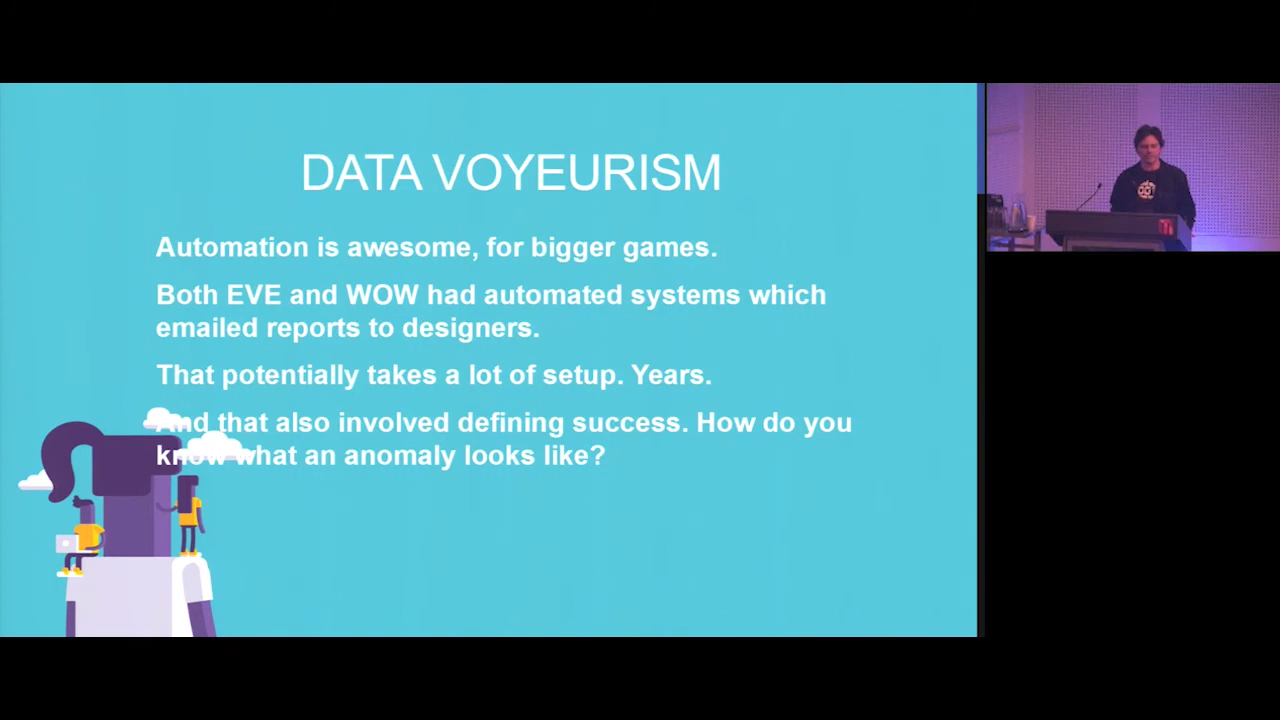 DATA VOYEURISM
Automation is awesome, for bigger games.
Both EVE and WOW had automated systems which
emailed reports to designers.
That potentially takes a lot of setup. Years.
And that also involved defining success. How do you
know what an anomaly looks like?